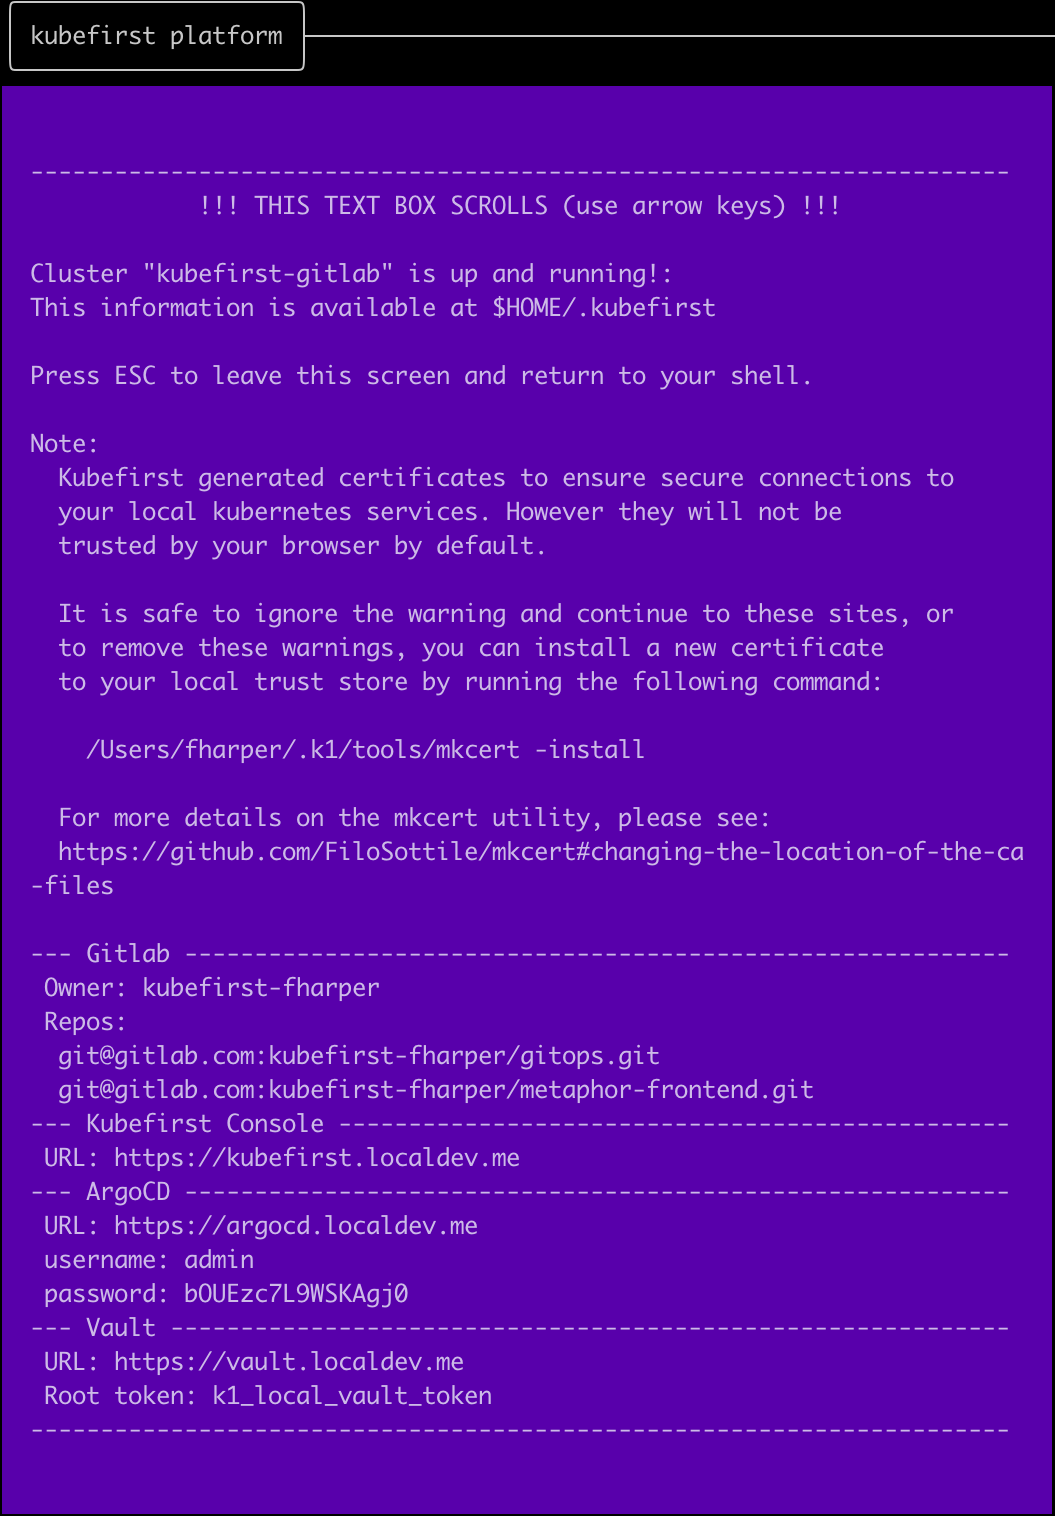 kubefirst platform
----------------------------------------------------------------------
!!! THIS TEXT BOX SCROLLS (use arrow keys) !!!
Cluster "kubefirst-gitlab" is up and running!:
This information is available at $HOME/.kubefirst
Press ESC to leave this screen and return to your shell.
Note:
Kubefirst generated certificates to ensure secure connections to
your local kubernetes services. However they will not be
trusted by your browser by default.
It is safe to ignore the warning and continue to these sites, or
to remove these warnings, you can install a new certificate
to your local trust store by running the following command:
/Users/fharper/.k1/tools/mkcert -install
For more details on the mkcert utility, please see:
https://github.com/FiloSottile/mkcert#changing-the-location-of-the-ca
-files
--- Gitlab -----------------------------------------------------------
Owner: kubefirst-fharper
Repos:
git@gitlab.com:kubefirst-fharper/gitops.git
git@gitlab.com:kubefirst-fharper/metaphor-frontend.git
--- Kubefirst Console ------------------------------------------------
URL: https://kubefirst.localdev.me
--- ArgoCD -----------------------------------------------------------
URL: https://argocd.localdev.me
username: admin
password: bOUEzc7L9WSKAgj0
--- Vault ------------------------------------------------------------
URL: https://vault.localdev.me
Root token: k1_local_vault_token
----------------------------------------------------------------------